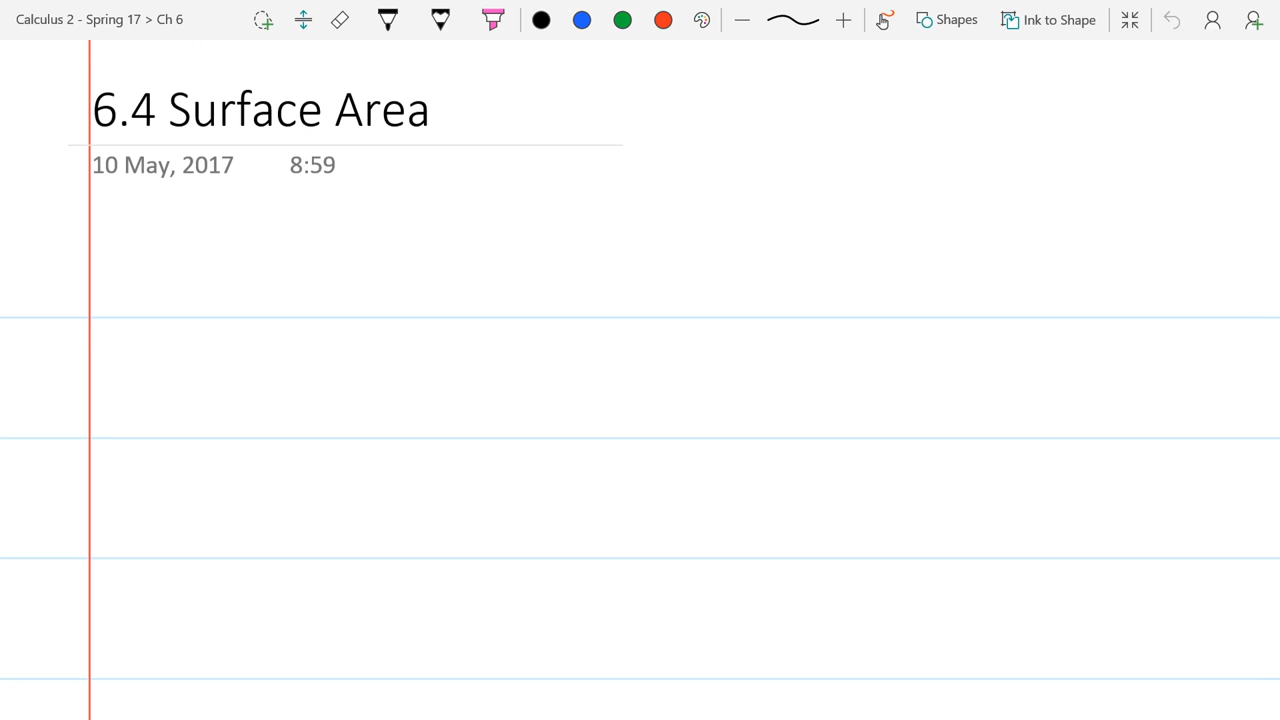 Calculus 2 - Spring 17 > Ch 6
Shapes
Ink to Shape
6.4 Surface Area
10 May, 2017 8:59